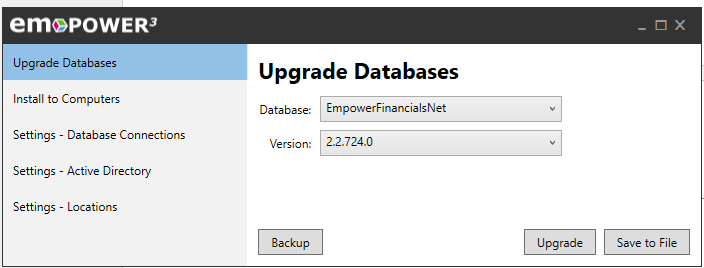 emPOWER³
Upgrade Databases
Install to Computers
Settings - Database Connections
Settings - Active Directory
Settings - Locations
Upgrade Databases
Database: EmpowerFinancialsNet
Version: 2.2.724.0
Backup Upgrade Save to File